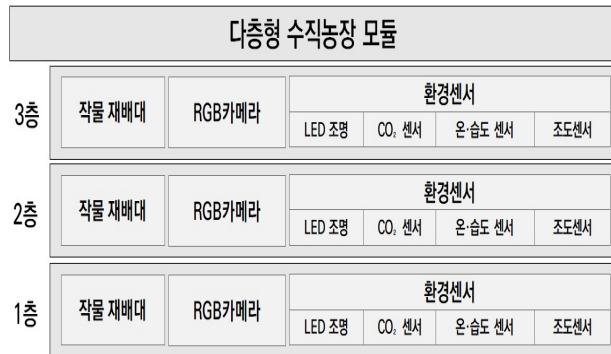 다층형 수직농장 모듈
3층
작물 재배대
RGB카메라
환경센서
LED 조명 CO₂ 센서 온·습도 센서 조도센서
2층
작물 재배대
RGB카메라
환경센서
LED 조명 CO₂ 센서 온·습도 센서 조도센서
1층
작물 재배대
RGB카메라
환경센서
LED 조명 CO₂ 센서 온·습도 센서 조도센서